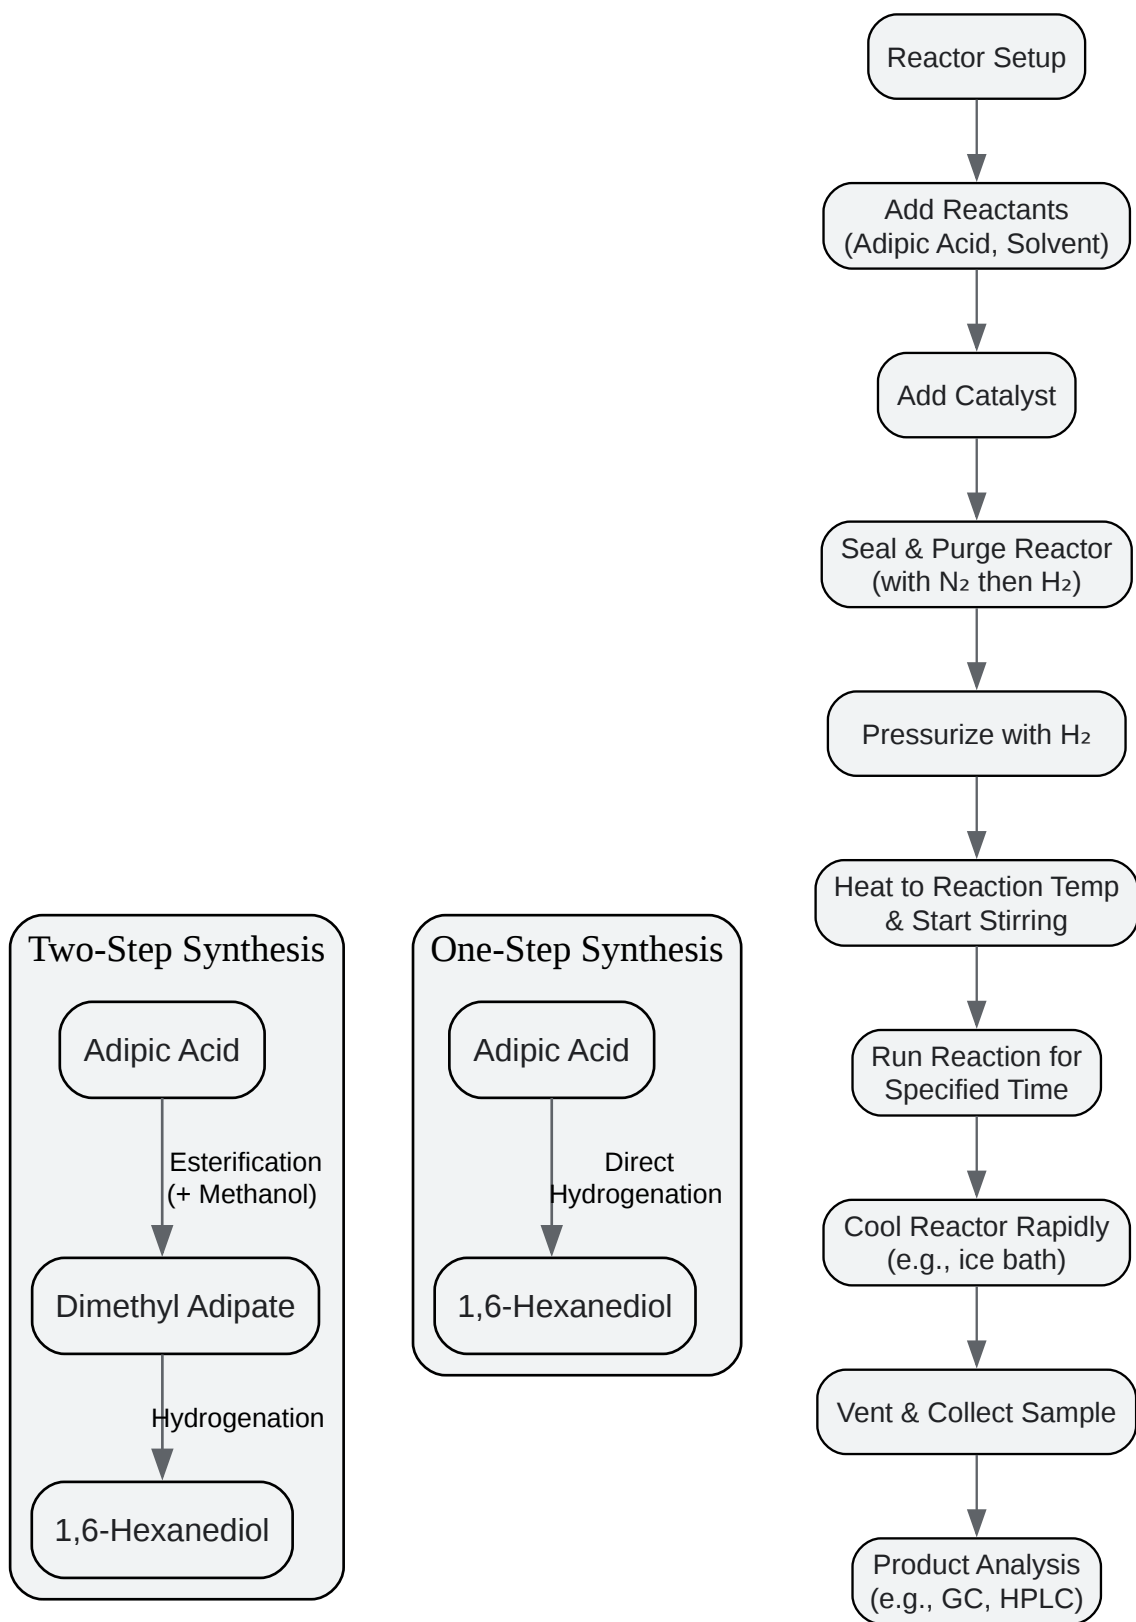 Reactor Setup
Add Reactants
(Adipic Acid, Solvent)
Add Catalyst
Seal & Purge Reactor
(with N₂ then H₂)
Pressurize with H₂
Heat to Reaction Temp
& Start Stirring
Run Reaction for
Specified Time
Cool Reactor Rapidly
(e.g., ice bath)
Vent & Collect Sample
Product Analysis
(e.g., GC, HPLC)
Two-Step Synthesis
Adipic Acid
Esterification
(+ Methanol)
Dimethyl Adipate
Hydrogenation
1,6-Hexanediol
One-Step Synthesis
Adipic Acid
Direct
Hydrogenation
1,6-Hexanediol